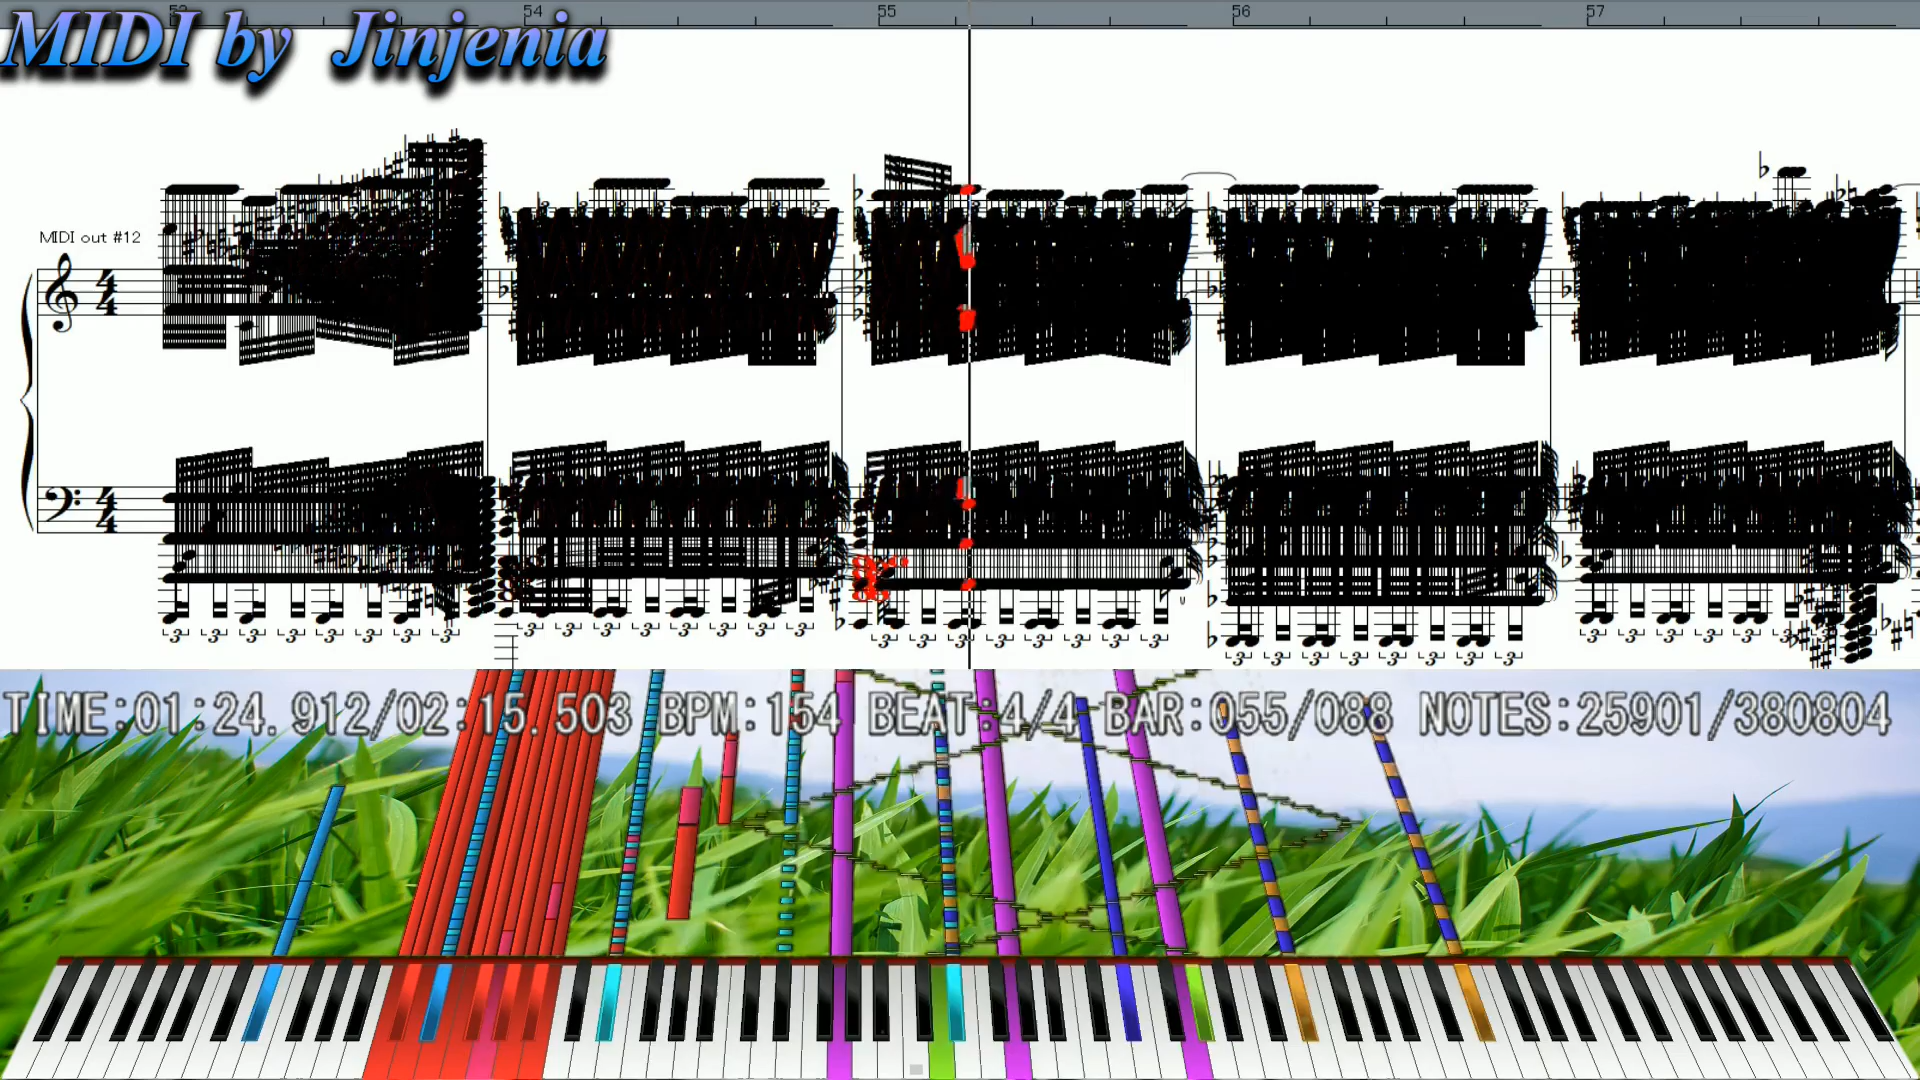 53 54 55 56 57
MIDI by Jinjenia
MIDI out #12
TIME:01:24.912/02:15.503 BPM:154 BEAT:4/4 BAR:055/088 NOTES:25901/380804